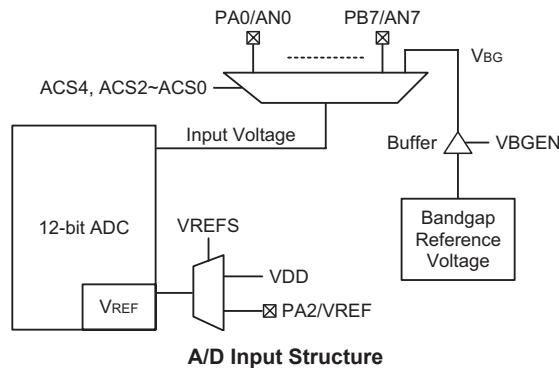 PA0/AN0
PB7/AN7
VBG
ACS4, ACS2~ACS0
Input Voltage
Buffer
VBGEN
12-bit ADC
VREFS
Bandgap
Reference
Voltage
VDD
VREF
PA2/VREF
A/D Input Structure